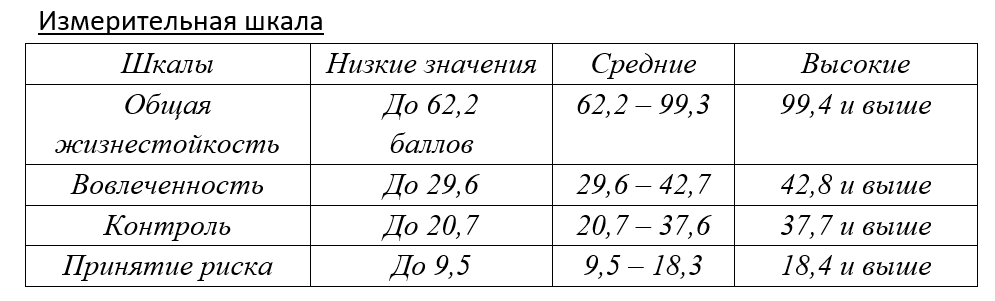 Измерительная шкала
Шкалы Низкие значения Средние Высокие
Общая жизнестойкость До 62,2 баллов 62,2 – 99,3 99,4 и выше
Вовлеченность До 29,6 29,6 – 42,7 42,8 и выше
Контроль До 20,7 20,7 – 37,6 37,7 и выше
Принятие риска До 9,5 9,5 – 18,3 18,4 и выше